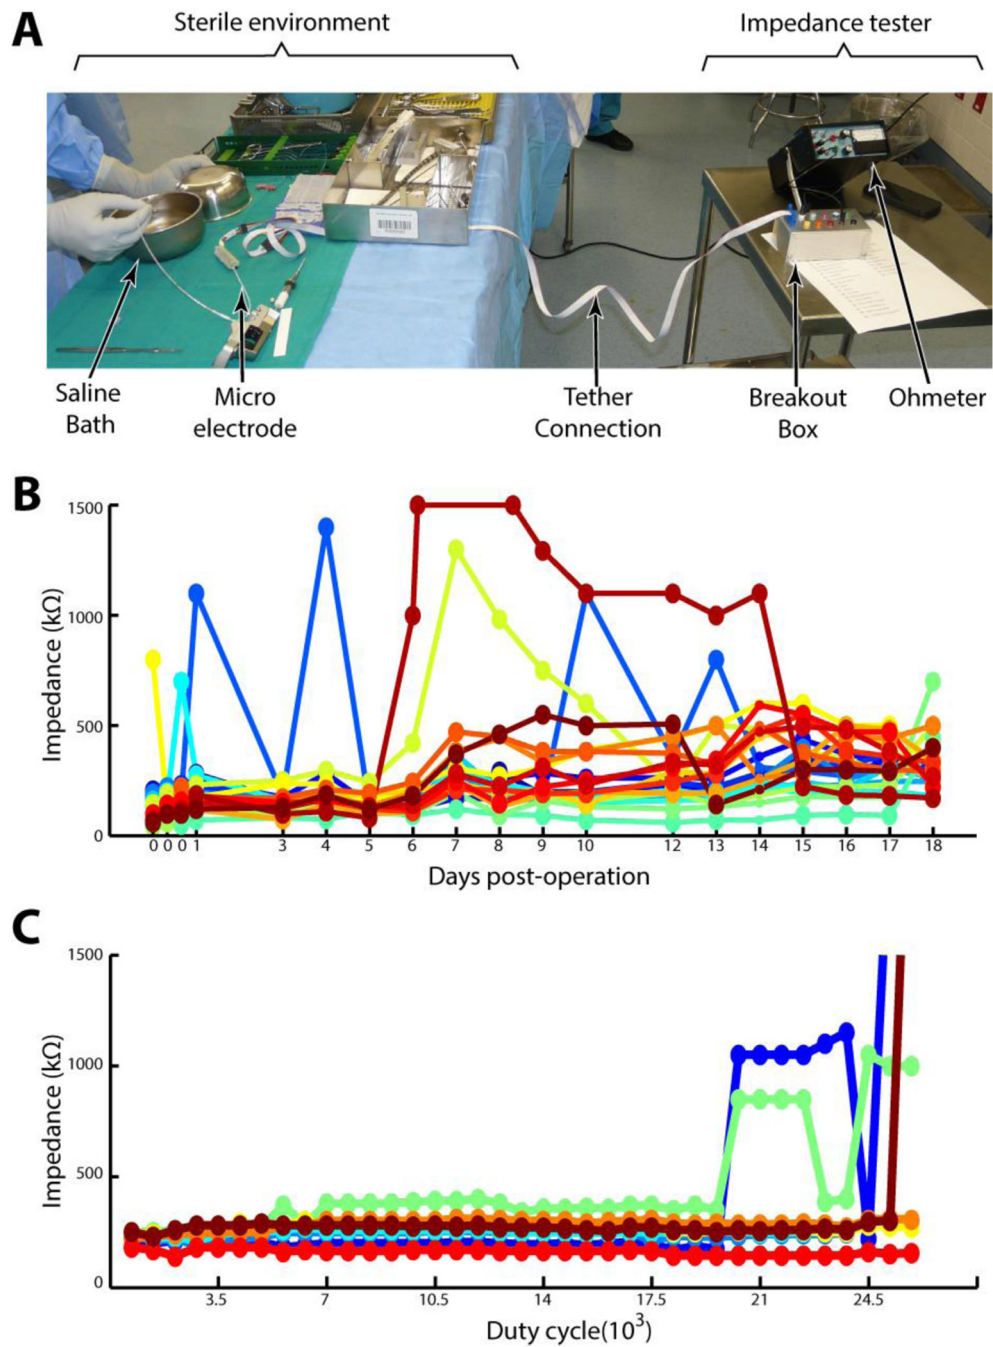 A
Sterile environment
Impedance tester
Saline
Bath
Micro
electrode
Tether
Connection
Breakout
Box
Ohmeter
B
1500
1000
500
0
Impedance (kΩ)
0 0 0 1 3 4 5 6 7 8 9 10 12 13 14 15 16 17 18
Days post-operation
C
1500
1000
500
0
Impedance (kΩ)
3.5 7 10.5 14 17.5 21 24.5
Duty cycle(10³)